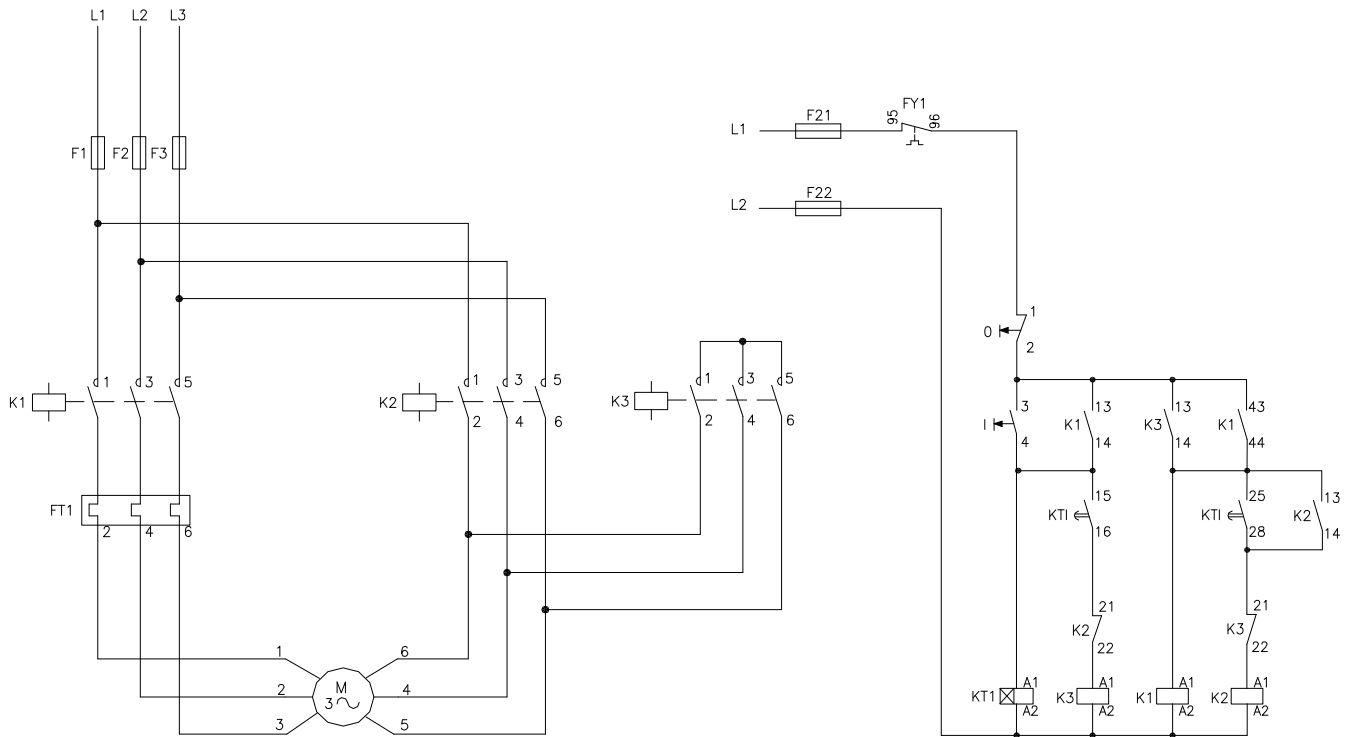 L1 L2 L3
F1 F2 F3
K1 1 3 5
FT1
2 4 6
K2 1 3 5
2 4 6
K3 1 3 5
2 4 6
1 6
M
2 3 4
3 5
L1 F21 95 FY1 96
L2 F22
O 1
2
I 3
4
K1 13
14
K3 13
14
K1 43
44
KTI 15
16
KTI 25
28
K2 13
14
K2 21
22
K3 21
22
KT1 A1
A2
K3 A1
A2
K1 A1
A2
K2 A1
A2